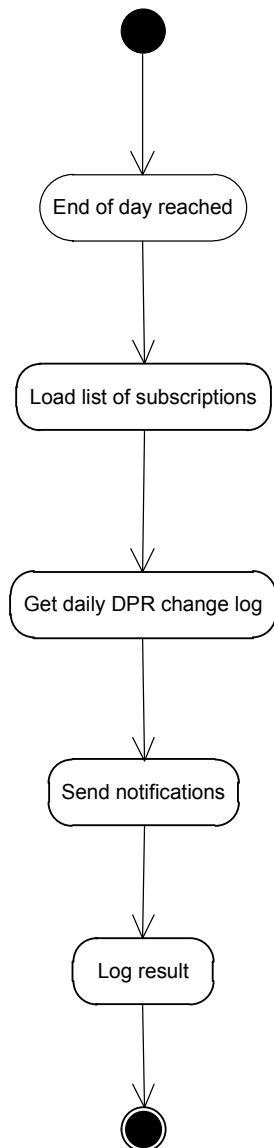 End of day reached
Load list of subscriptions
Get daily DPR change log
Send notifications
Log result